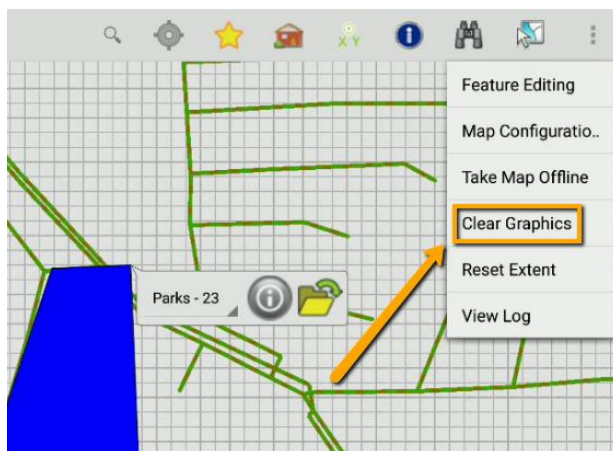 X Y
Feature Editing
Map Configuratio..
Take Map Offline
Clear Graphics
Parks - 23
Reset Extent
View Log